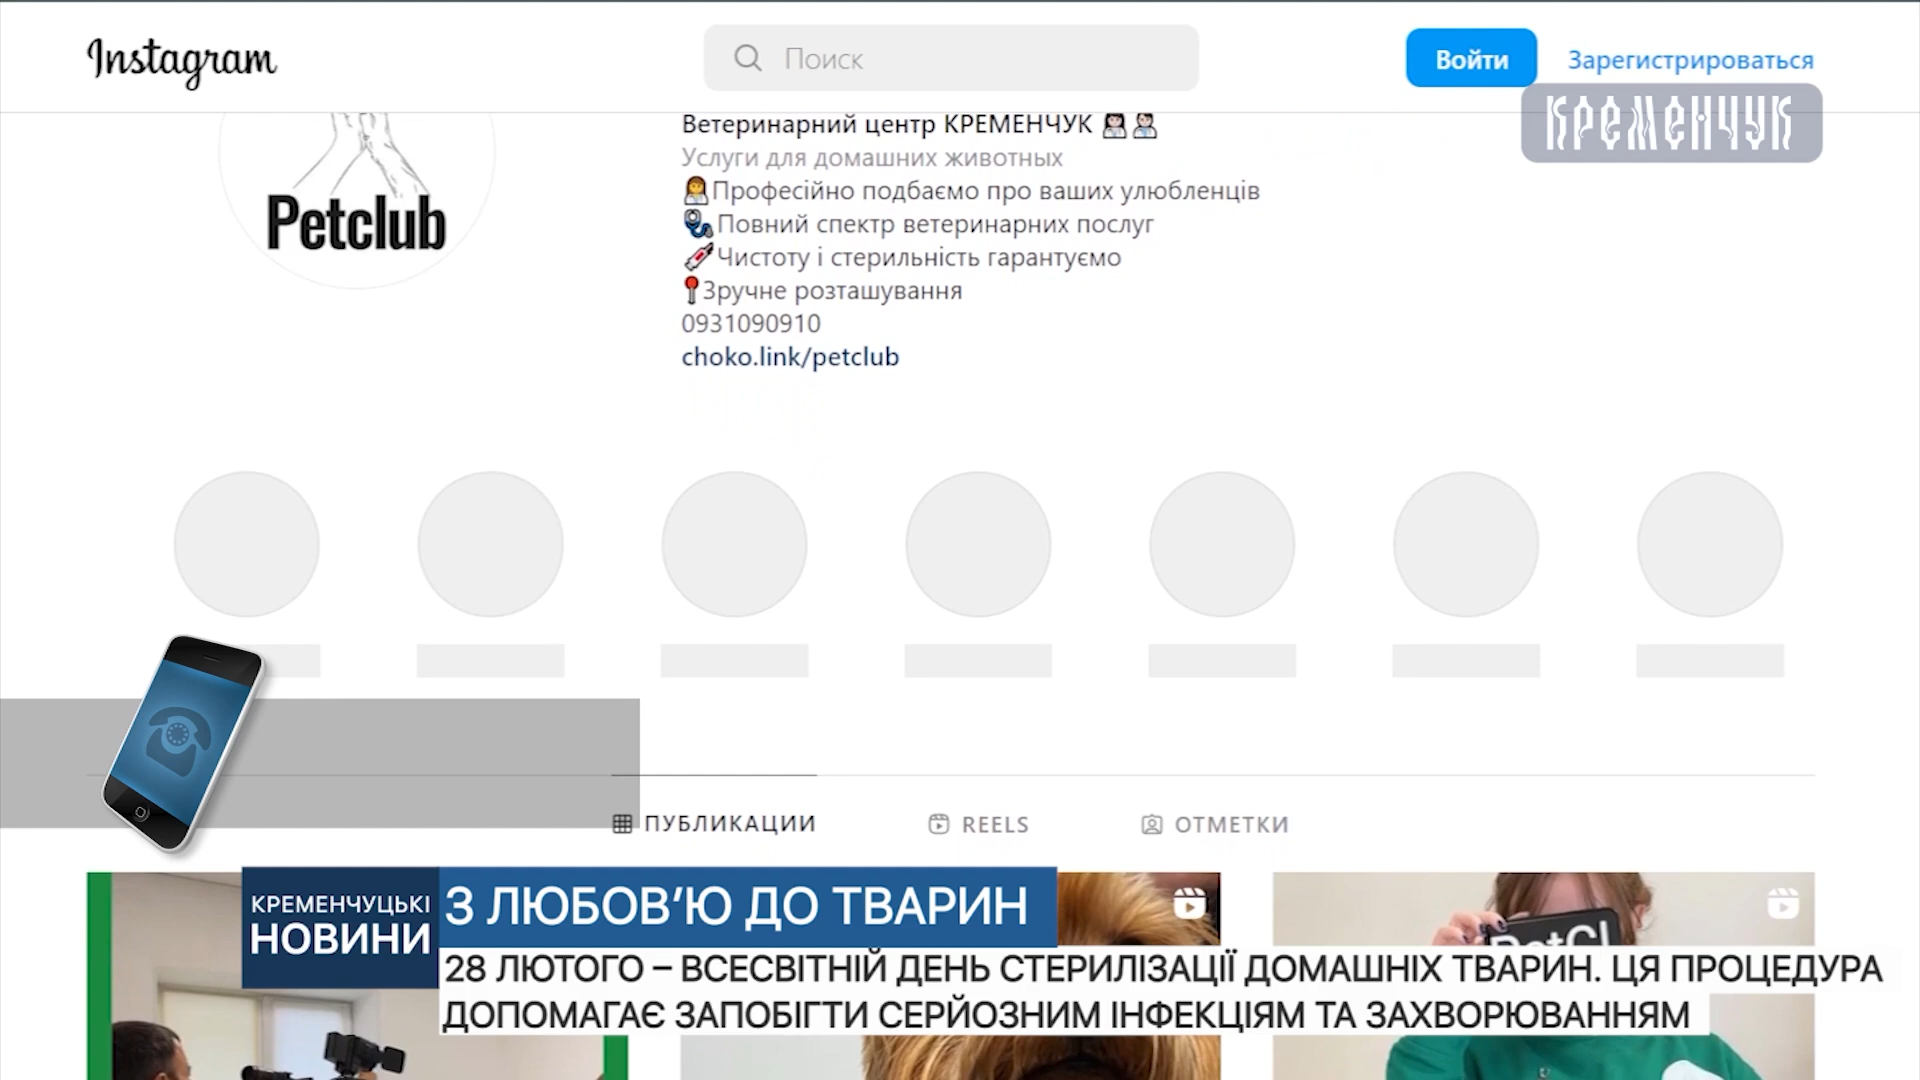 Instagram
Поиск
Войти
Зарегистрироваться
КРЕМЕНЧУК
Petclub
Ветеринарний центр КРЕМЕНЧУК
Услуги для домашних животных
Професійно подбаємо про ваших улюбленців
Повний спектр ветеринарних послуг
Чистоту і стерильність гарантуємо
Зручне розташування
0931090910
choko.link/petclub
ПУБЛИКАЦИИ
REELS
ОТМЕТКИ
КРЕМЕНЧУЦЬКІ
НОВИНИ
З ЛЮБОВ’Ю ДО ТВАРИН
28 ЛЮТОГО – ВСЕСВІТНІЙ ДЕНЬ СТЕРИЛІЗАЦІЇ ДОМАШНІХ ТВАРИН. ЦЯ ПРОЦЕДУРА
ДОПОМАГАЄ ЗАПОБІГТИ СЕРЙОЗНИМ ІНФЕКЦІЯМ ТА ЗАХВОРЮВАННЯМ